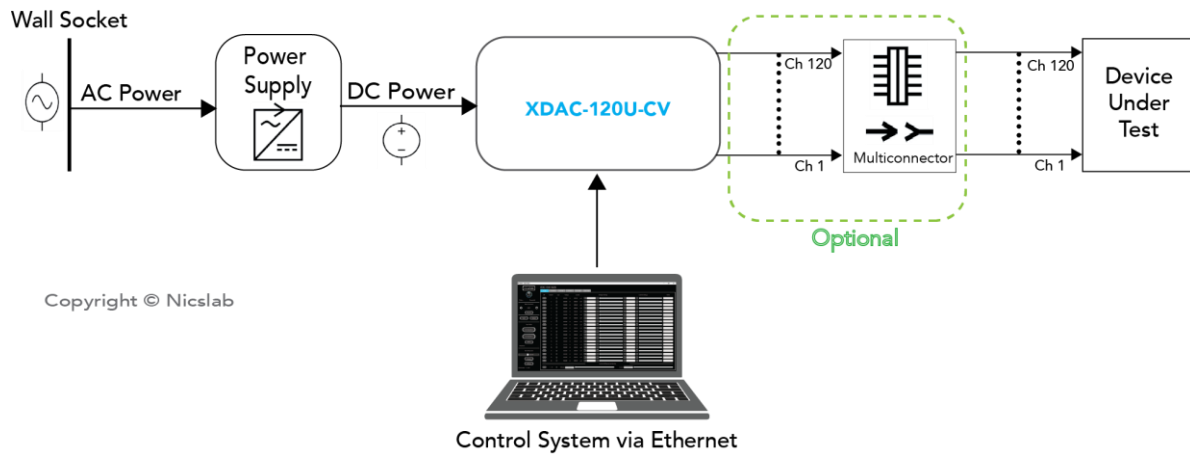 Wall Socket
AC Power
Power
Supply
DC Power
XDAC-120U-CV
Ch 120
Ch 1
Multiconnector
Optional
Ch 120
Ch 1
Device
Under
Test
Copyright © Nicslab
Control System via Ethernet